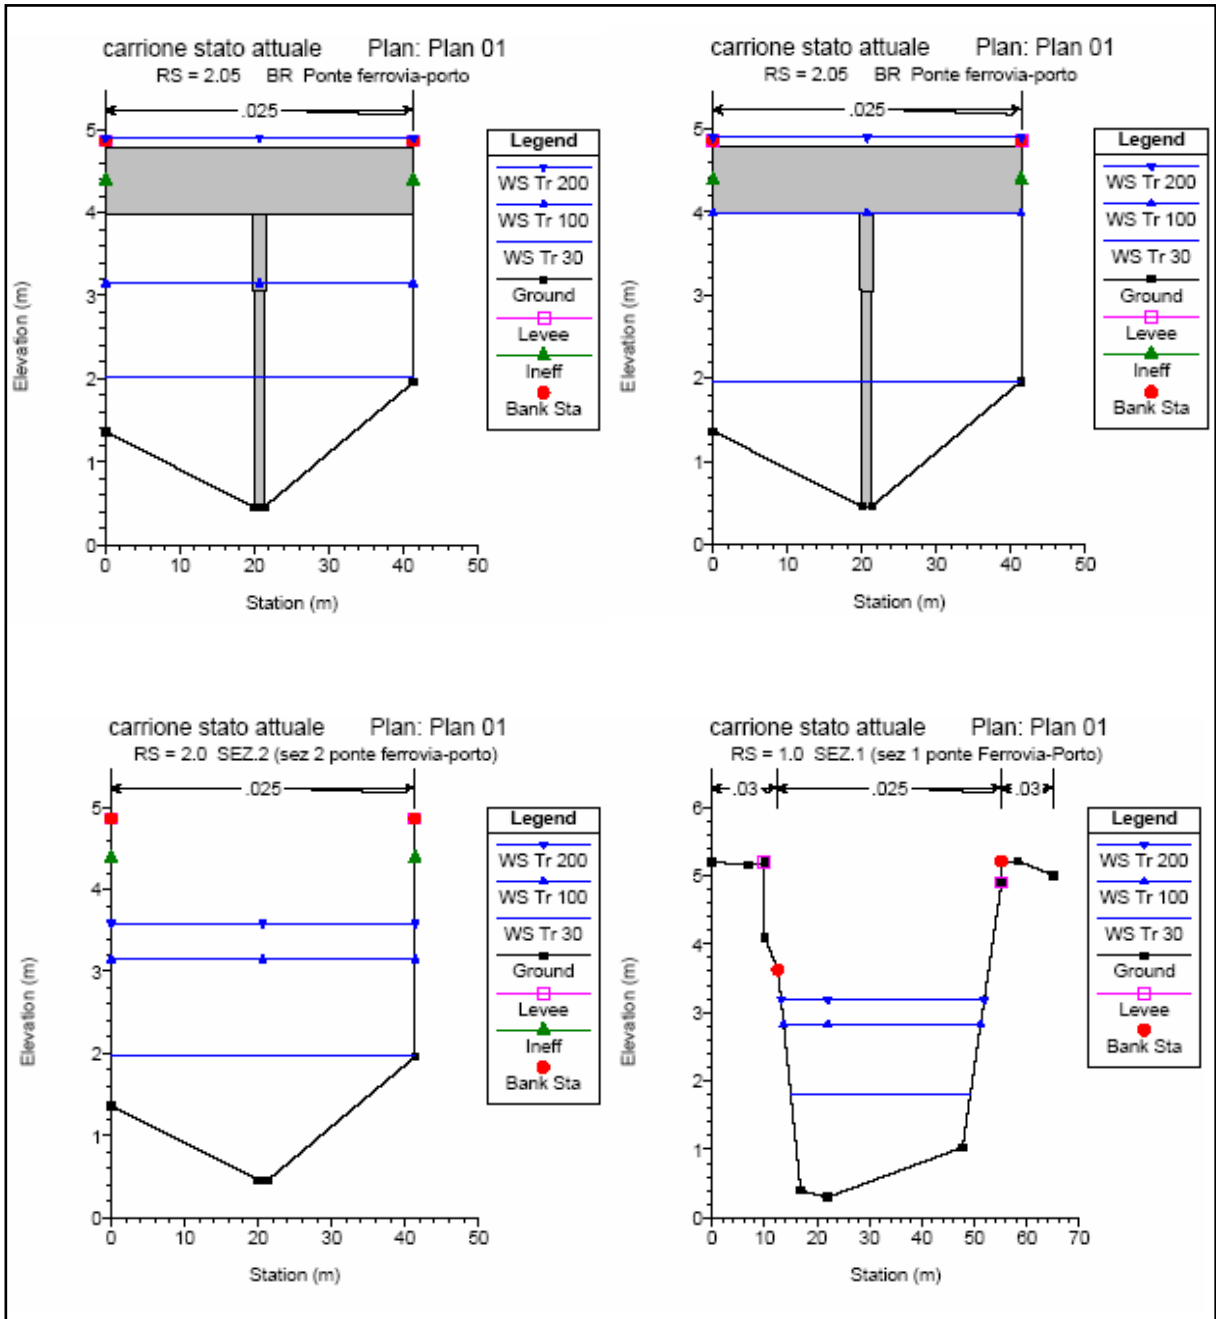 carrione stato attuale Plan: Plan 01
RS = 2.05 BR Ponte ferrovia-porto
.025
5
4
3
2
1
0
Elevation (m)
0 10 20 30 40 50
Station (m)
Legend
WS Tr 200
WS Tr 100
WS Tr 30
Ground
Levee
Ineff
Bank Sta
carrione stato attuale Plan: Plan 01
RS = 2.05 BR Ponte ferrovia-porto
.025
5
4
3
2
1
0
Elevation (m)
0 10 20 30 40 50
Station (m)
Legend
WS Tr 200
WS Tr 100
WS Tr 30
Ground
Levee
Ineff
Bank Sta
carrione stato attuale Plan: Plan 01
RS = 2.0 SEZ.2 (sez 2 ponte ferrovia-porto)
.025
5
4
3
2
1
0
Elevation (m)
0 10 20 30 40 50
Station (m)
Legend
WS Tr 200
WS Tr 100
WS Tr 30
Ground
Levee
Ineff
Bank Sta
carrione stato attuale Plan: Plan 01
RS = 1.0 SEZ.1 (sez 1 ponte Ferrovia-Porto)
.03 .025 .03
6
5
4
3
2
1
0
Elevation (m)
0 10 20 30 40 50 60 70
Station (m)
Legend
WS Tr 200
WS Tr 100
WS Tr 30
Ground
Levee
Bank Sta